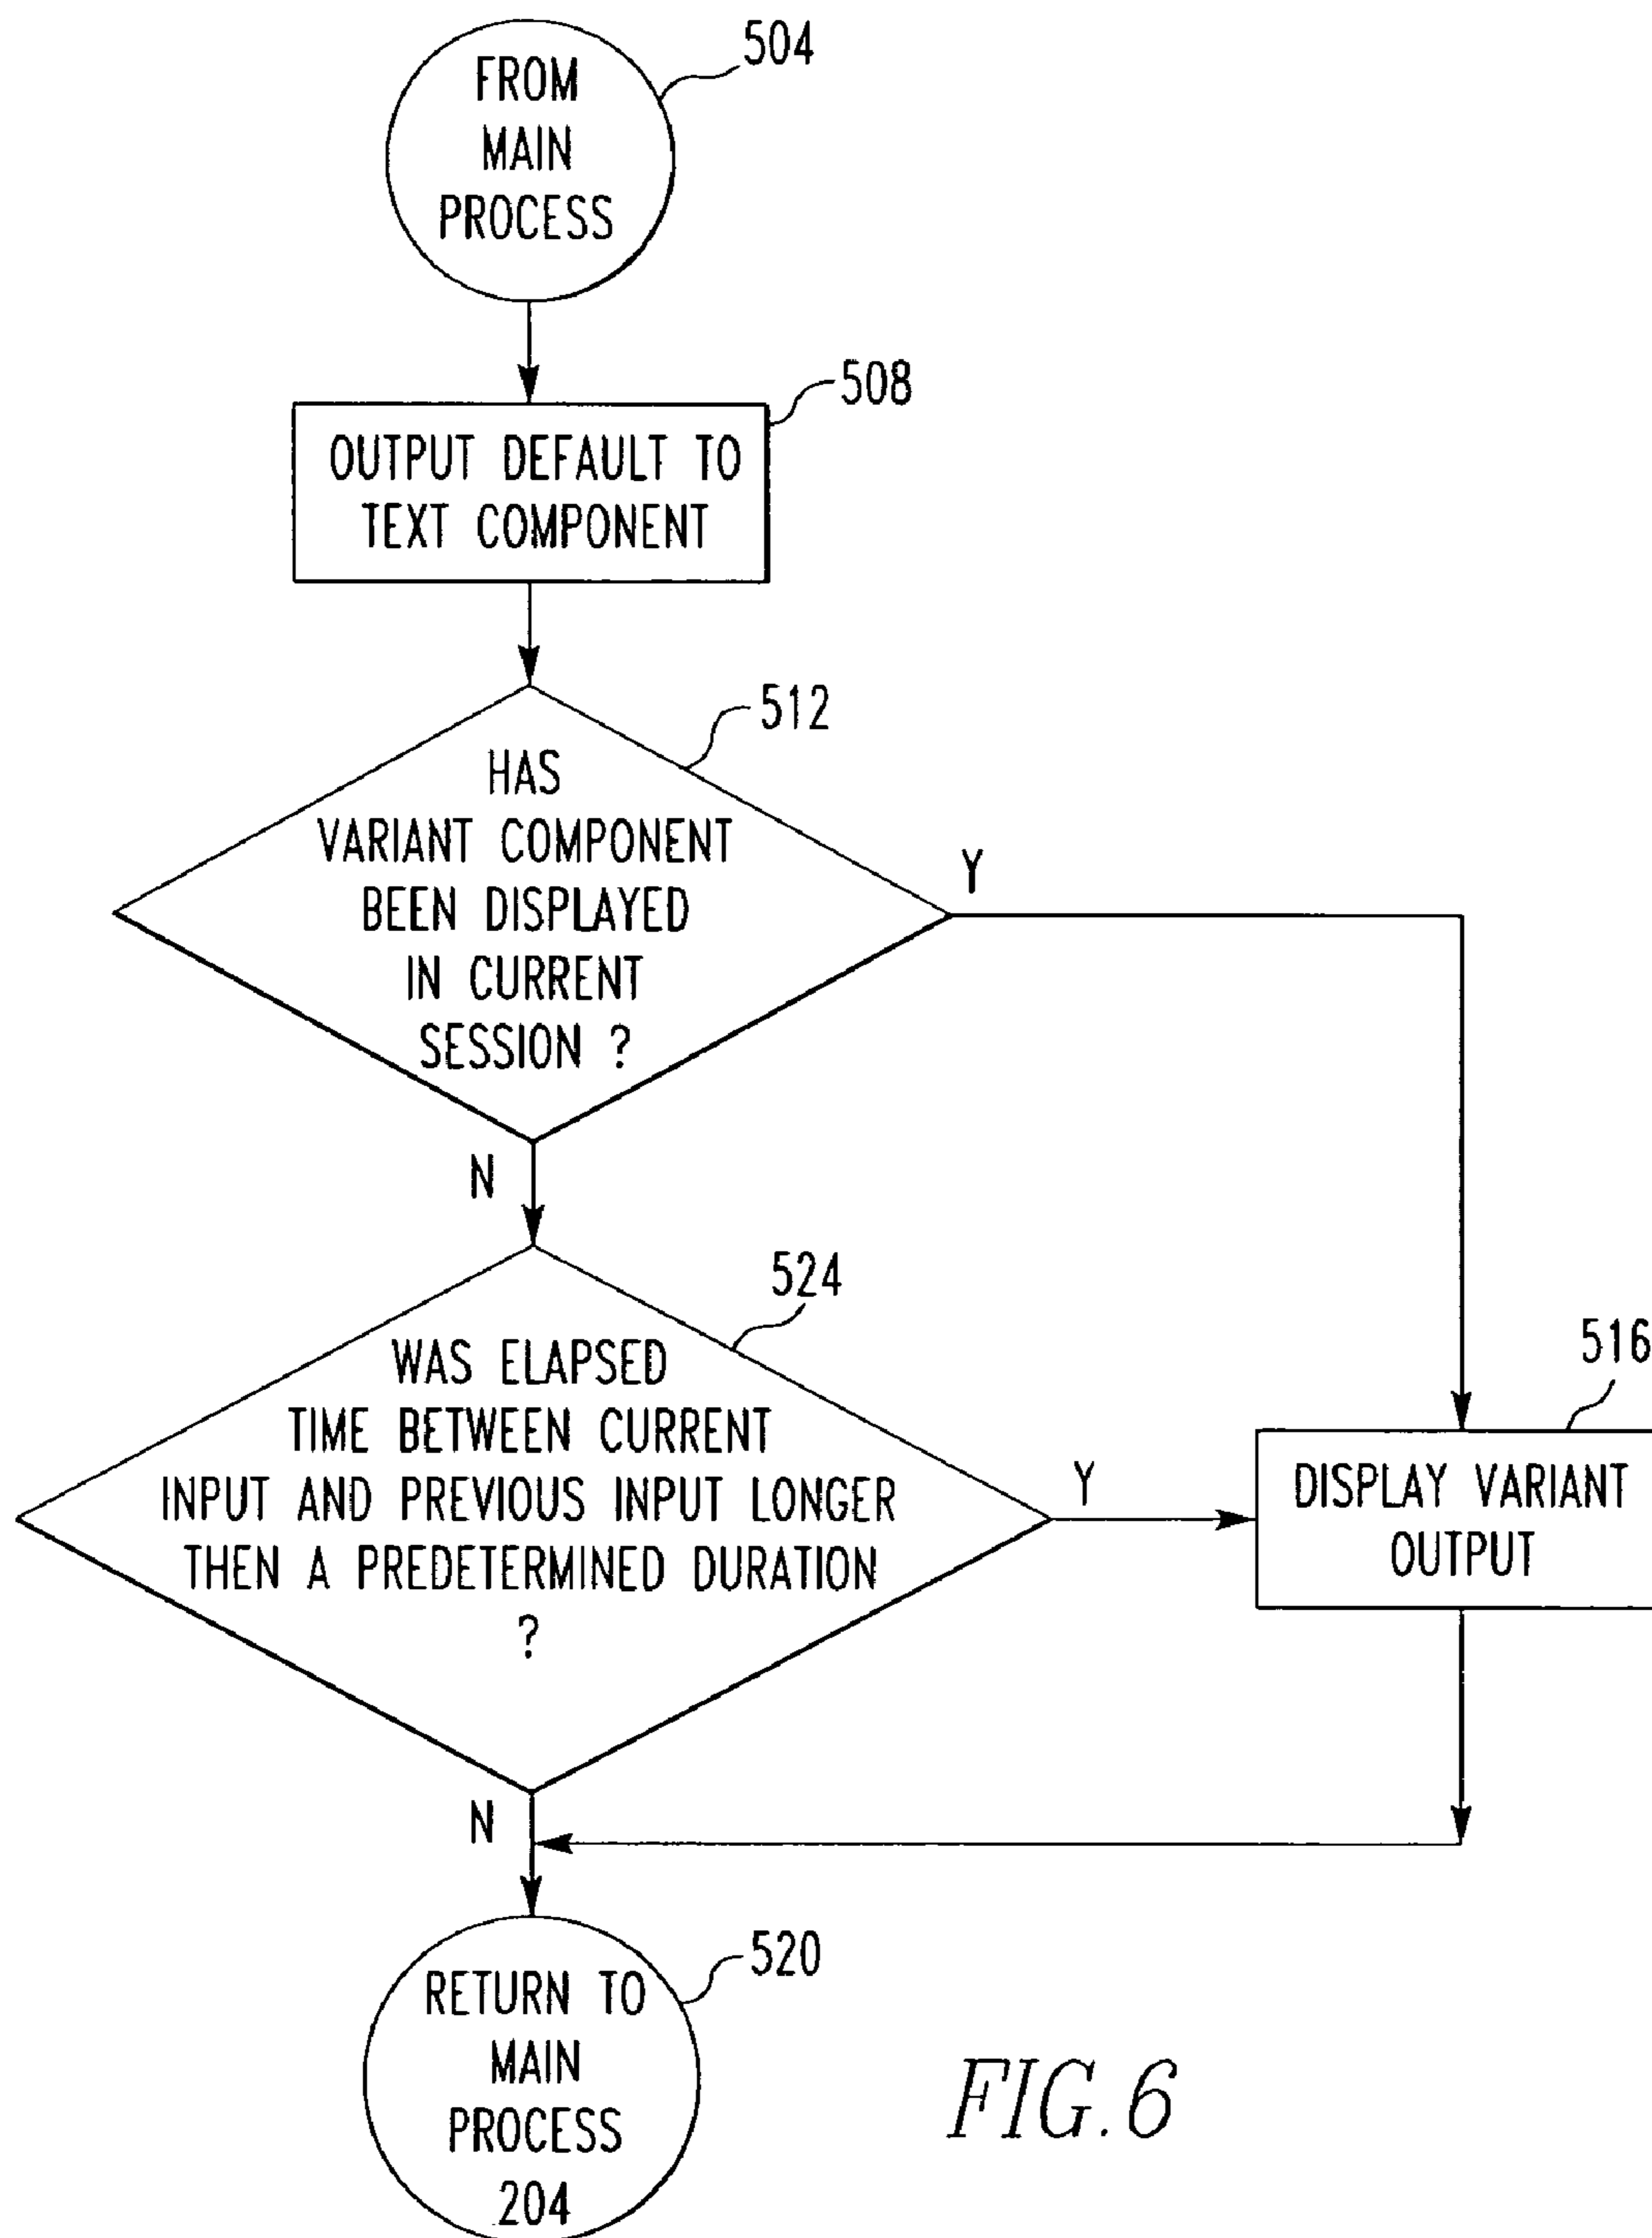 504
FROM
MAIN
PROCESS
508
OUTPUT DEFAULT TO
TEXT COMPONENT
512
HAS
VARIANT COMPONENT
BEEN DISPLAYED
IN CURRENT
SESSION ?
Y
N
524
WAS ELAPSED
TIME BETWEEN CURRENT
INPUT AND PREVIOUS INPUT LONGER
THEN A PREDETERMINED DURATION
?
Y
516
DISPLAY VARIANT
OUTPUT
N
520
RETURN TO
MAIN
PROCESS
204
FIG.6